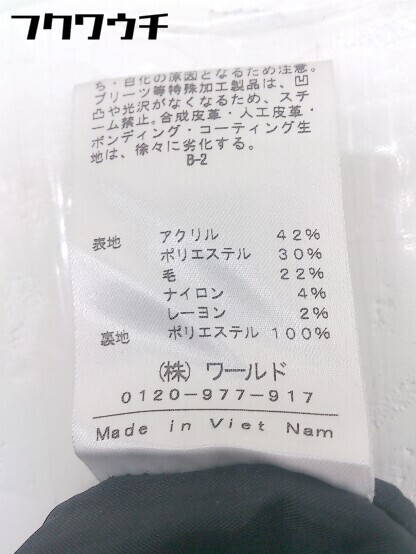 フクワウチ
ち・白化の原因となるため注意。
プリーツ等特殊加工製品は、凹
凸や光沢がなくなるため、スチ
ーム禁止。合成皮革・人工皮革・
ボンディング・コーティング生
地は、徐々に劣化する。
B-2
表地 アクリル 42%
ポリエステル 30%
毛 22%
ナイロン 4%
レーヨン 2%
裏地 ポリエステル 100%
(株) ワールド
0120-977-917
Made in Viet Nam